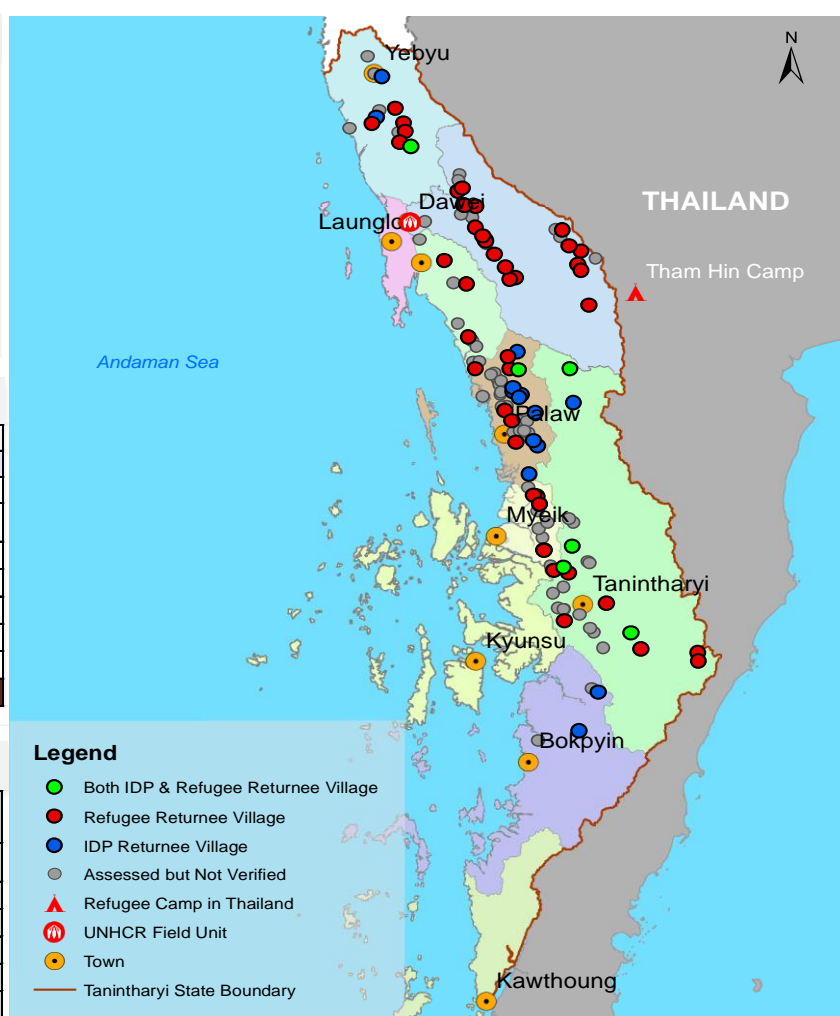 N
Yebyu
THAILAND
Dawei
Launglo
Tham Hin Camp
Andaman Sea
Palaw
Myeik
Tanintharyi
Kyunsu
Bokpyin
Legend
Both IDP & Refugee Returnee Village
Refugee Returnee Village
IDP Returnee Village
Assessed but Not Verified
Refugee Camp in Thailand
UNHCR Field Unit
Town
Tanintharyi State Boundary
Kawthoung